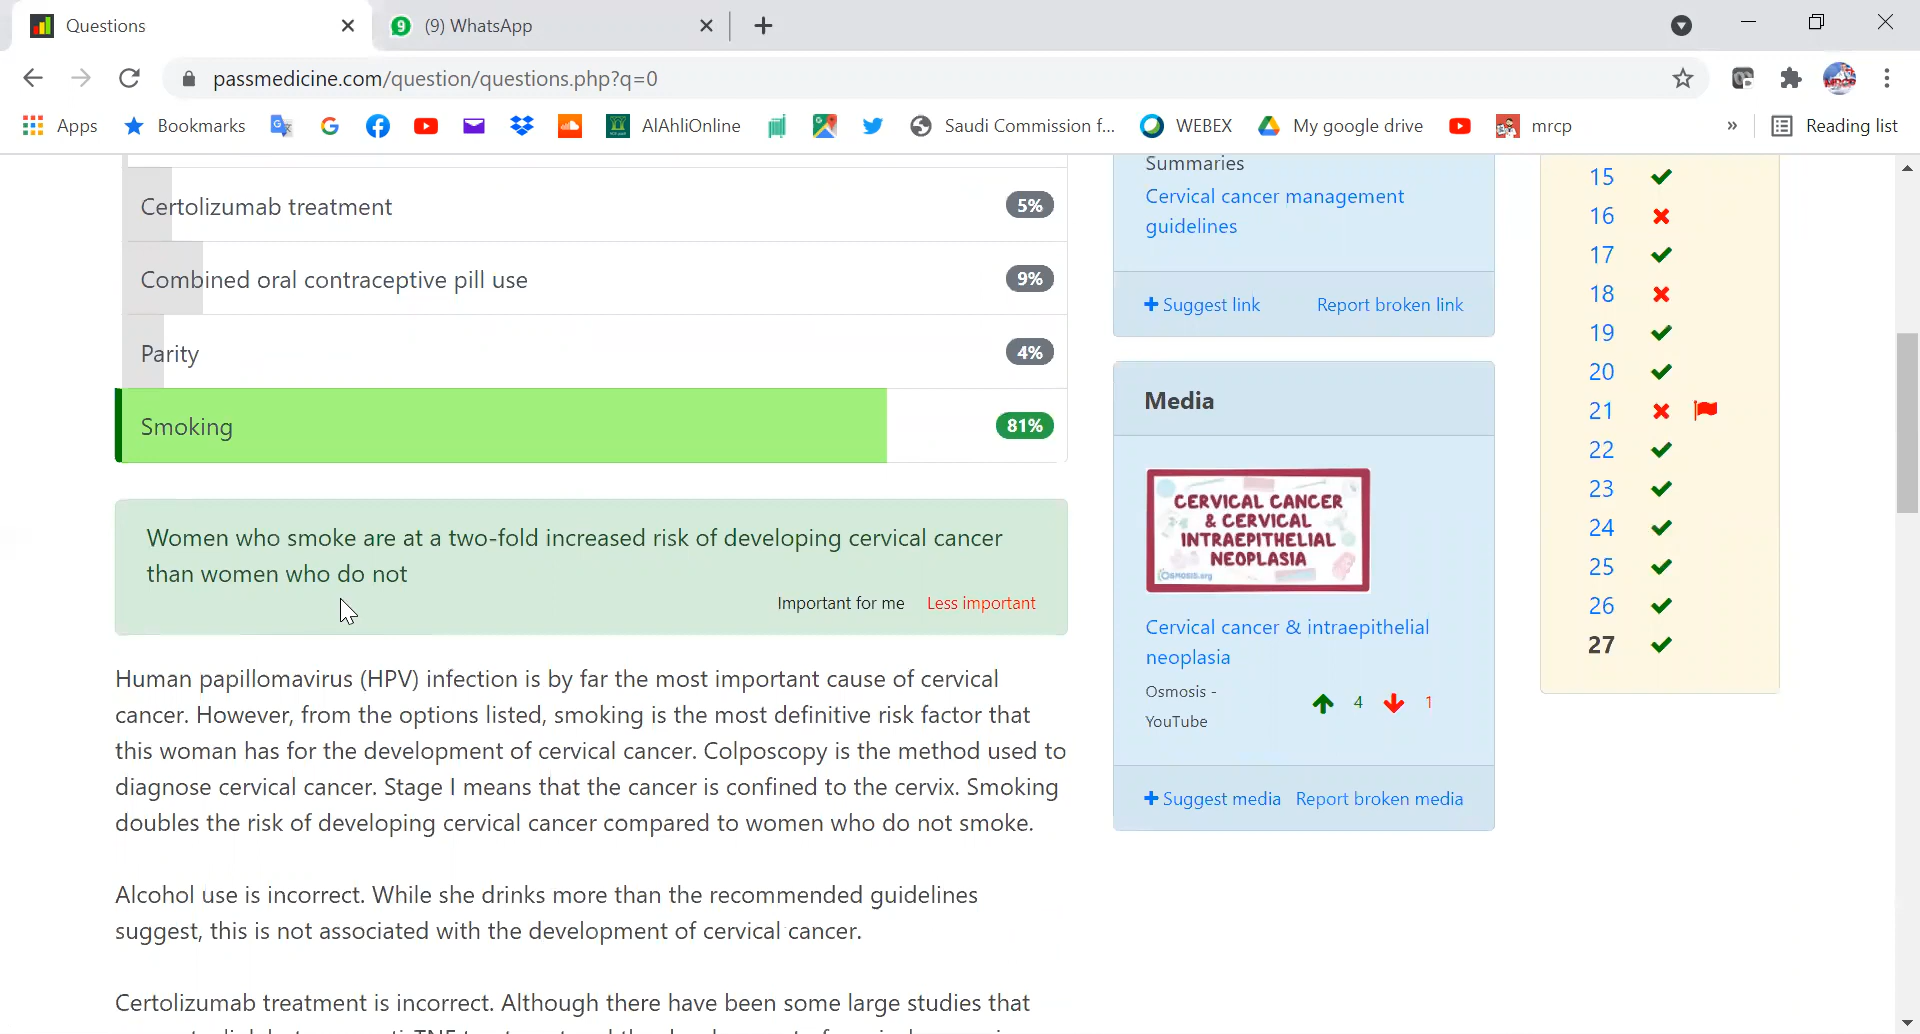 Questions
9
(9) WhatsApp
passmedicine.com/question/questions.php?q=0
Apps
Bookmarks
AlAhliOnline
Saudi Commission f...
WEBEX
My google drive
mrcp
»
Reading list
Certolizumab treatment
5%
Combined oral contraceptive pill use
9%
Parity
4%
Smoking
81%
Women who smoke are at a two-fold increased risk of developing cervical cancer
than women who do not
Important for me Less important
Human papillomavirus (HPV) infection is by far the most important cause of cervical
cancer. However, from the options listed, smoking is the most definitive risk factor that
this woman has for the development of cervical cancer. Colposcopy is the method used to
diagnose cervical cancer. Stage I means that the cancer is confined to the cervix. Smoking
doubles the risk of developing cervical cancer compared to women who do not smoke.
Alcohol use is incorrect. While she drinks more than the recommended guidelines
suggest, this is not associated with the development of cervical cancer.
Certolizumab treatment is incorrect. Although there have been some large studies that
Summaries
Cervical cancer management
guidelines
+ Suggest link
Report broken link
Media
CERVICAL CANCER
& CERVICAL
INTRAEPITHELIAL
NEOPLASIA
OSMOSIS.org
Cervical cancer & intraepithelial
neoplasia
Osmosis -
YouTube
4
1
+ Suggest media
Report broken media
15
16
17
18
19
20
21
22
23
24
25
26
27